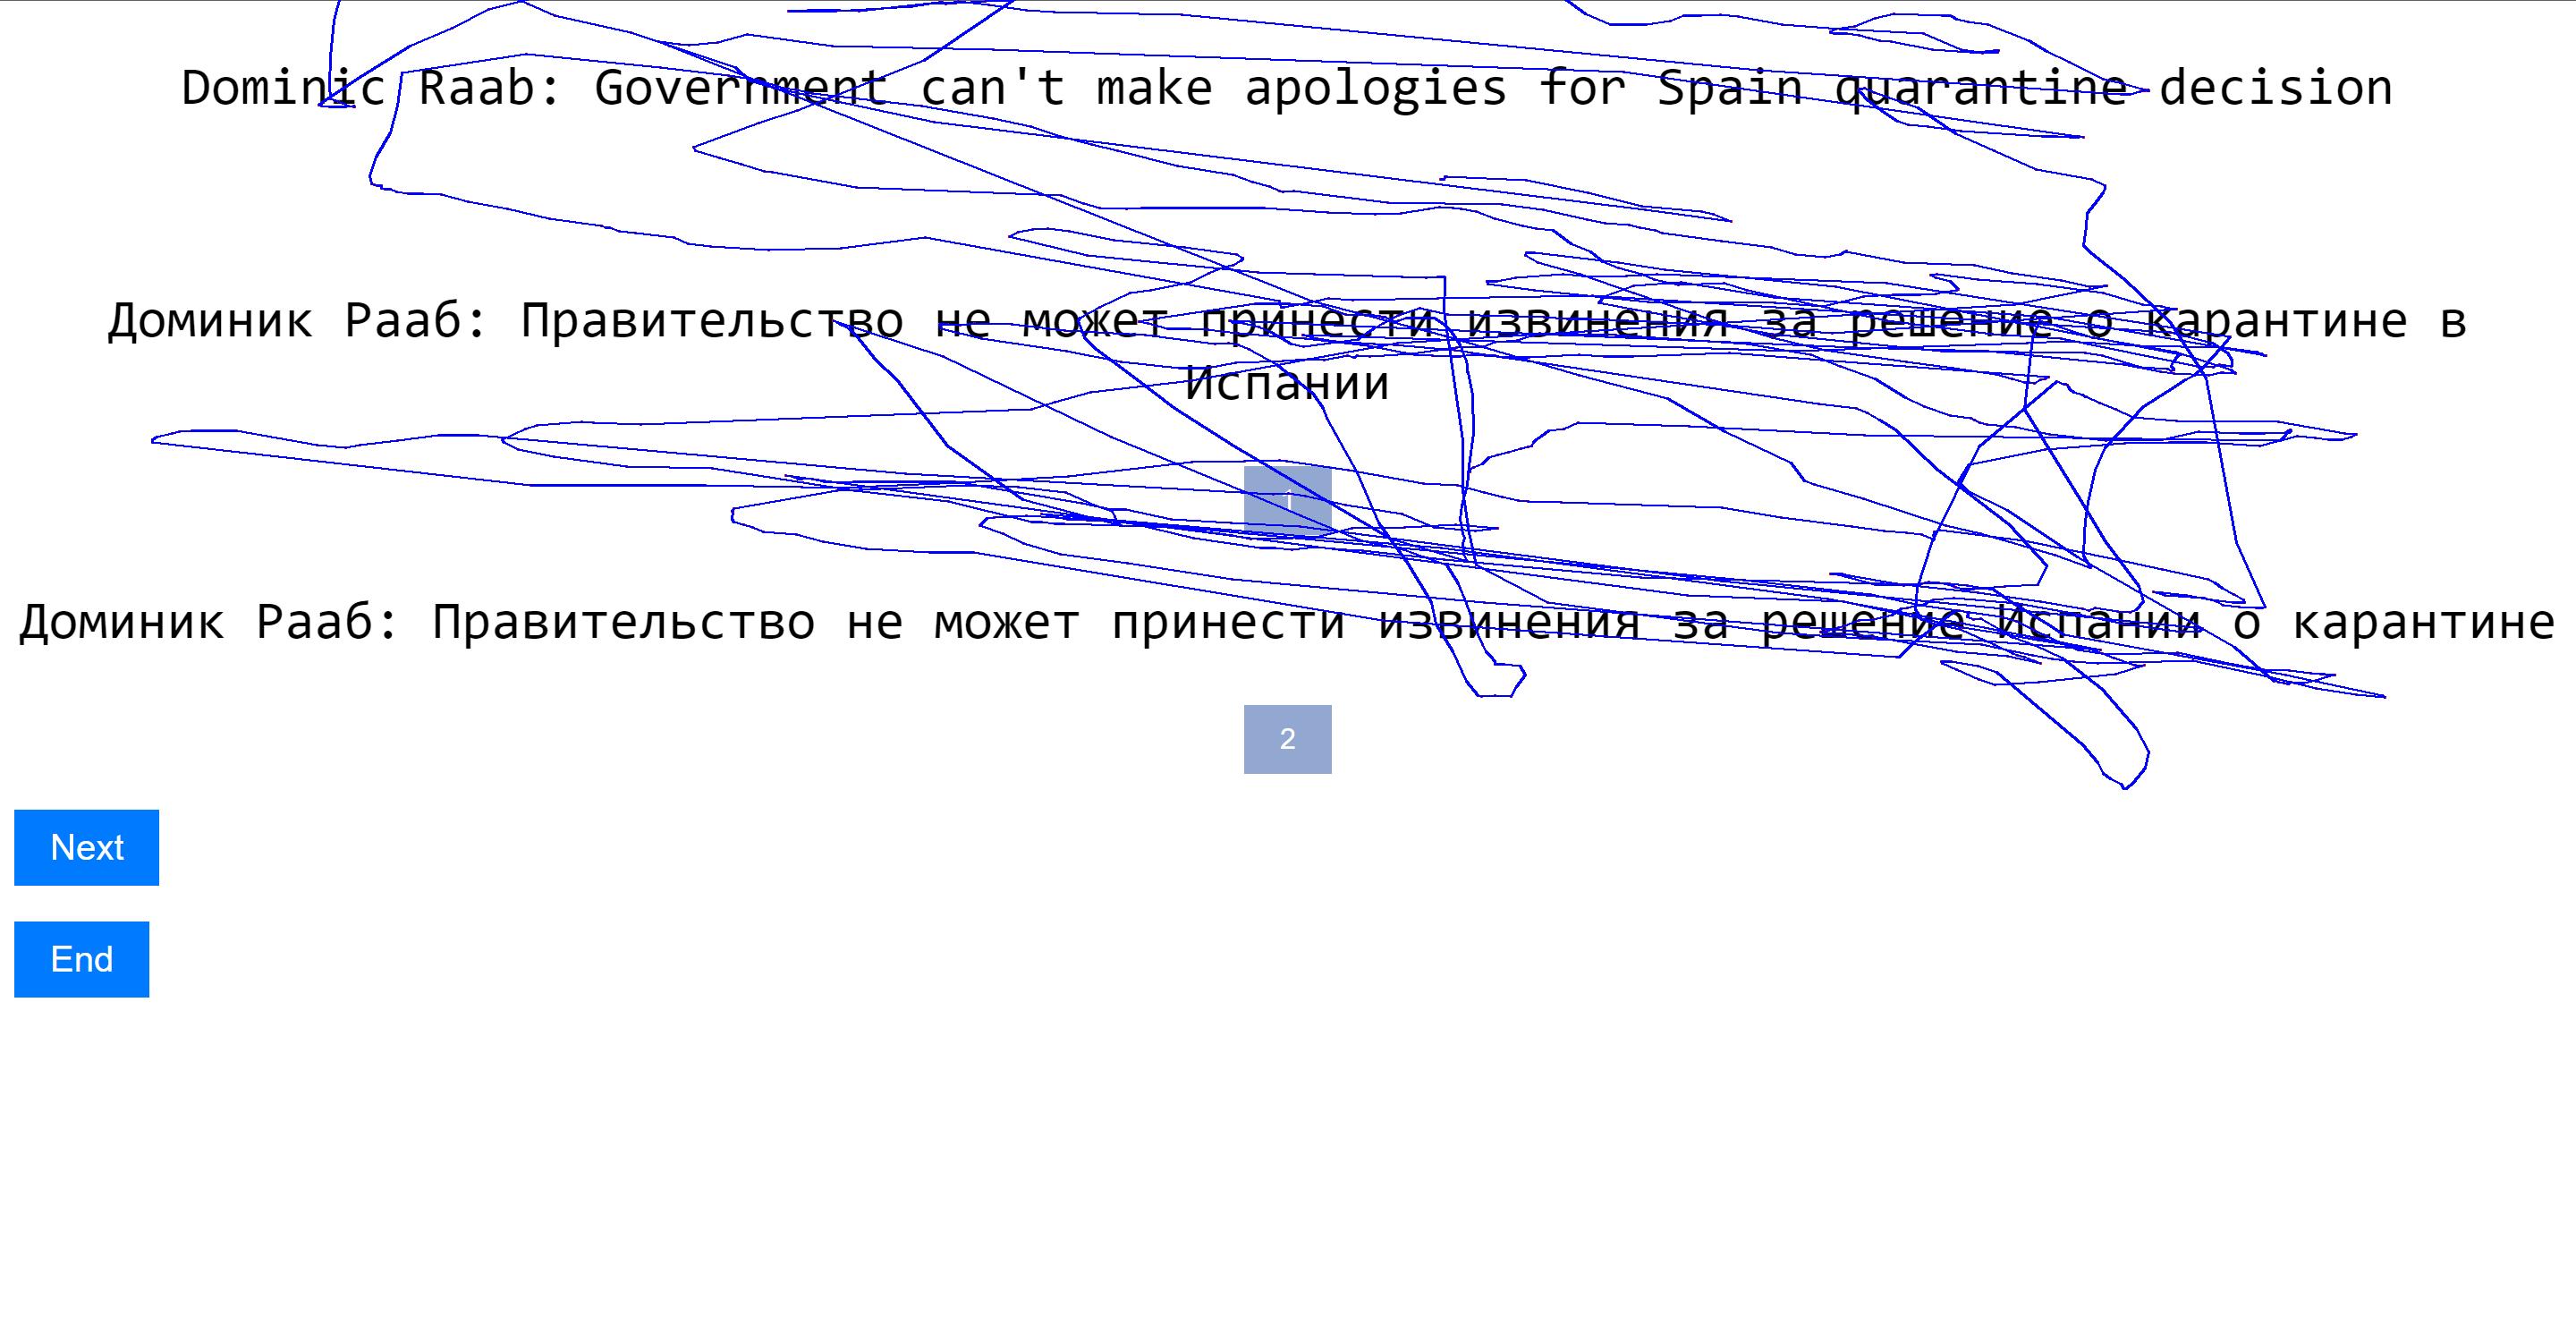 Dominic Raab: Government can't make apologies for Spain quarantine decision
Доминик Рааб: Правительство не может принести извинения за решение о карантине в
Испании
1
Доминик Рааб: Правительство не может принести извинения за решение Испании о карантине
2
Next
End